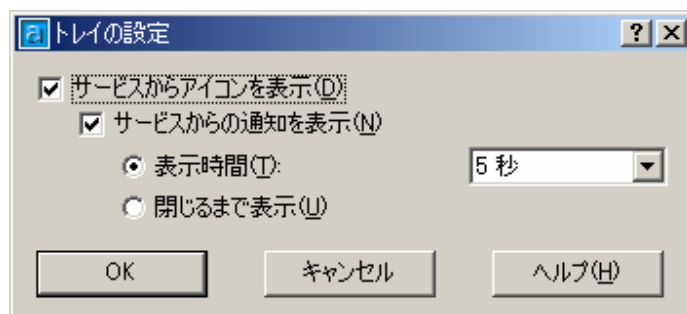 トレイの設定
サービスからアイコンを表示(D)
サービスからの通知を表示(N)
表示時間(T): 5 秒
閉じるまで表示(U)
OK キャンセル ヘルプ(H)